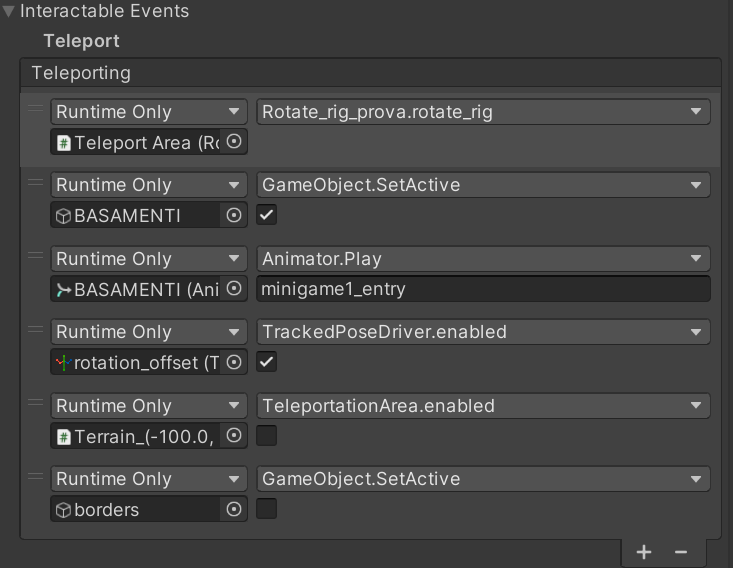 Interactable Events
Teleport
Teleporting
Runtime Only Rotate_rig_prova.rotate_rig
Teleport Area (Ro
Runtime Only GameObject.SetActive
BASAMENTI
Runtime Only Animator.Play
BASAMENTI (Ani minigame1_entry
Runtime Only TrackedPoseDriver.enabled
rotation_offset (T
Runtime Only TeleportationArea.enabled
Terrain_(-100.0,
Runtime Only GameObject.SetActive
borders